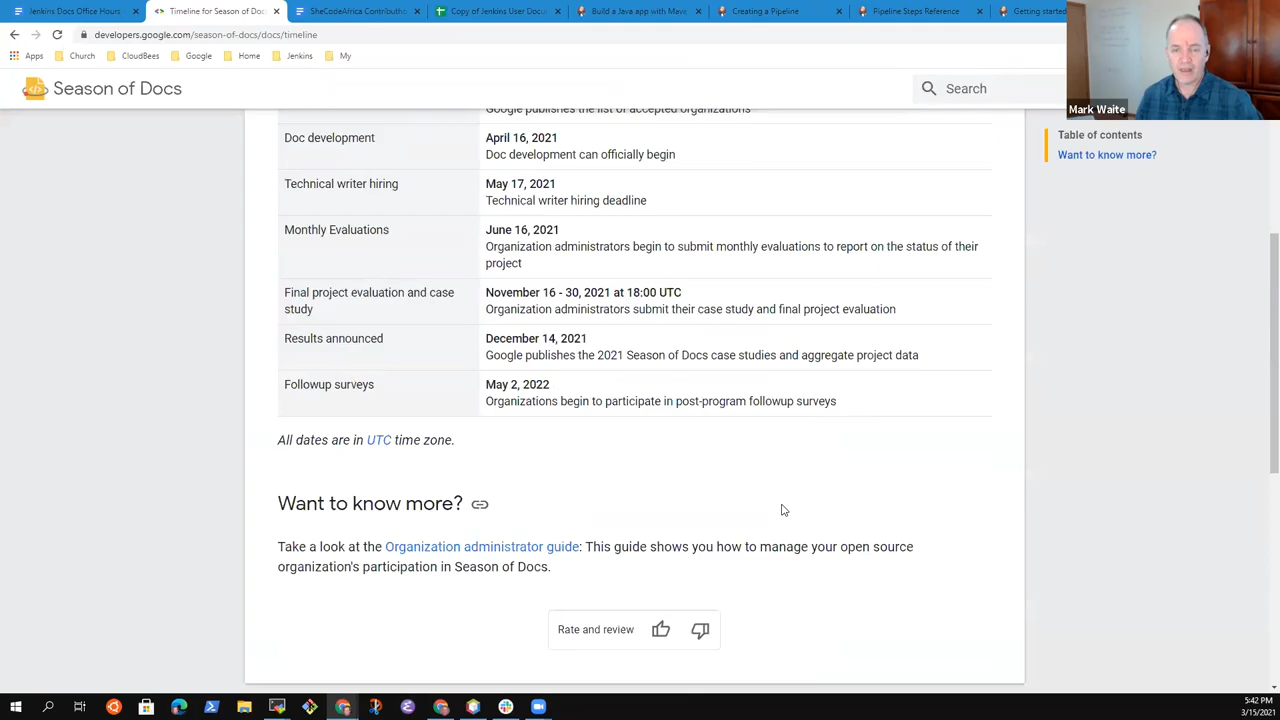 Jenkins Docs Office Hours
Timeline for Season of Doc
SheCodeAfrica Contributho
Copy of Jenkins User Docu
Build a Java app with Mave
Creating a Pipeline
Pipeline Steps Reference
Getting started
developers.google.com/season-of-docs/docs/timeline
Apps
Church
CloudBees
Google
Home
Jenkins
My
Season of Docs
Search
Mark Waite
Google publishes the list of accepted organizations
Doc development
April 16, 2021
Doc development can officially begin
Technical writer hiring
May 17, 2021
Technical writer hiring deadline
Monthly Evaluations
June 16, 2021
Organization administrators begin to submit monthly evaluations to report on the status of their
project
Final project evaluation and case
study
November 16 - 30, 2021 at 18:00 UTC
Organization administrators submit their case study and final project evaluation
Results announced
December 14, 2021
Google publishes the 2021 Season of Docs case studies and aggregate project data
Followup surveys
May 2, 2022
Organizations begin to participate in post-program followup surveys
All dates are in UTC time zone.
Want to know more?
Take a look at the Organization administrator guide: This guide shows you how to manage your open source
organization's participation in Season of Docs.
Rate and review
Table of contents
Want to know more?
5:42 PM
3/15/2021